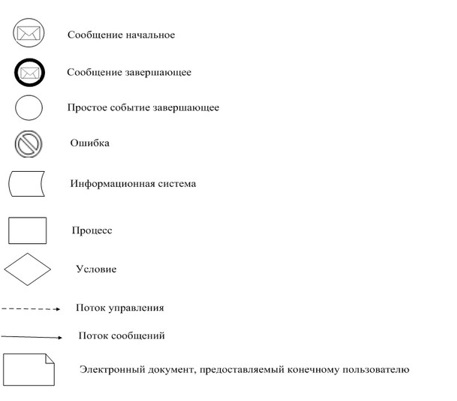 Сообщение начальное
Сообщение завершающее
Простое событие завершающее
Ошибка
Информационная система
Процесс
Условие
Поток управления
Поток сообщений
Электронный документ, предоставляемый конечному пользователю